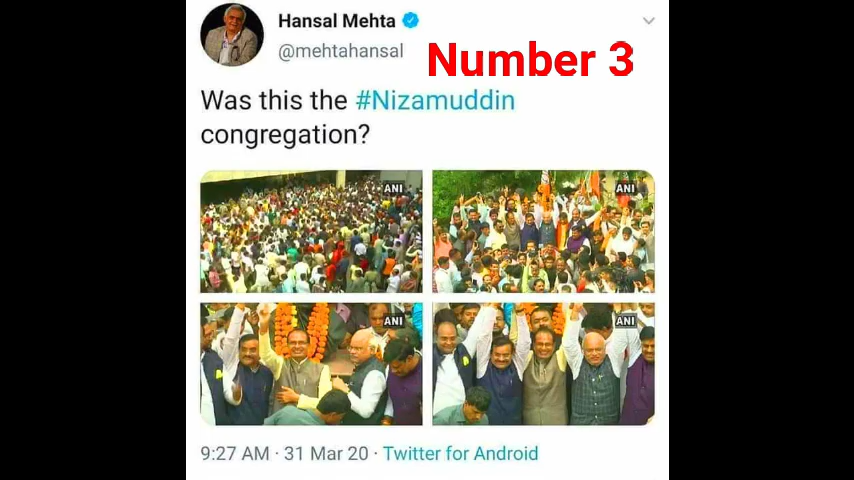 Hansal Mehta
@mehtahansal
Number 3
Was this the #Nizamuddin
congregation?
ANI
ANI
ANI
ANI
9:27 AM · 31 Mar 20 · Twitter for Android